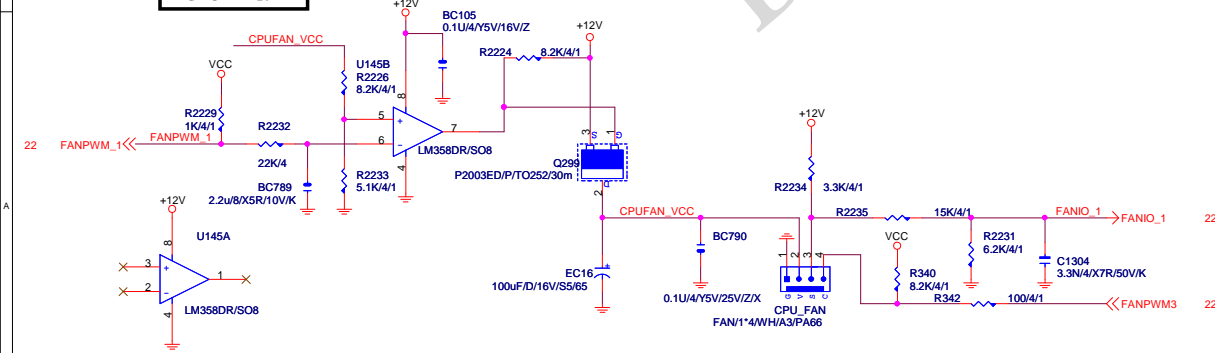 +12V
BC105
0.1U/4/Y5V/16V/Z
+12V
CPUFAN_VCC
R2224
8.2K/4/1
VCC
U145B
R2226
8.2K/4/1
8
R2229
1K/4/1
R2232
5
+
7
3
S
1
G
22
FANPWM_1
FANPWM_1
6
-
LM358DR/SO8
+12V
22K/4
4
Q299
P2003ED/P/TO252/30m
D
2
R2233
5.1K/4/1
BC789
2.2u/8/X5R/10V/K
R2234
3.3K/4/1
A
+12V
CPUFAN_VCC
R2235
15K/4/1
FANIO_1
FANIO_1
22
U145A
8
BC790
VCC
R2231
6.2K/4/1
3
+
1
2
-
EC16
+
100uF/D/16V/S5/65
1
2
3
4
C1304
3.3N/4/X7R/50V/K
R340
8.2K/4/1
G
V
S
C
0.1U/4/Y5V/25V/Z/X
R342
100/4/1
FANPWM3
22
4
LM358DR/SO8
CPU_FAN
FAN/1*4/WH/A3/PA66